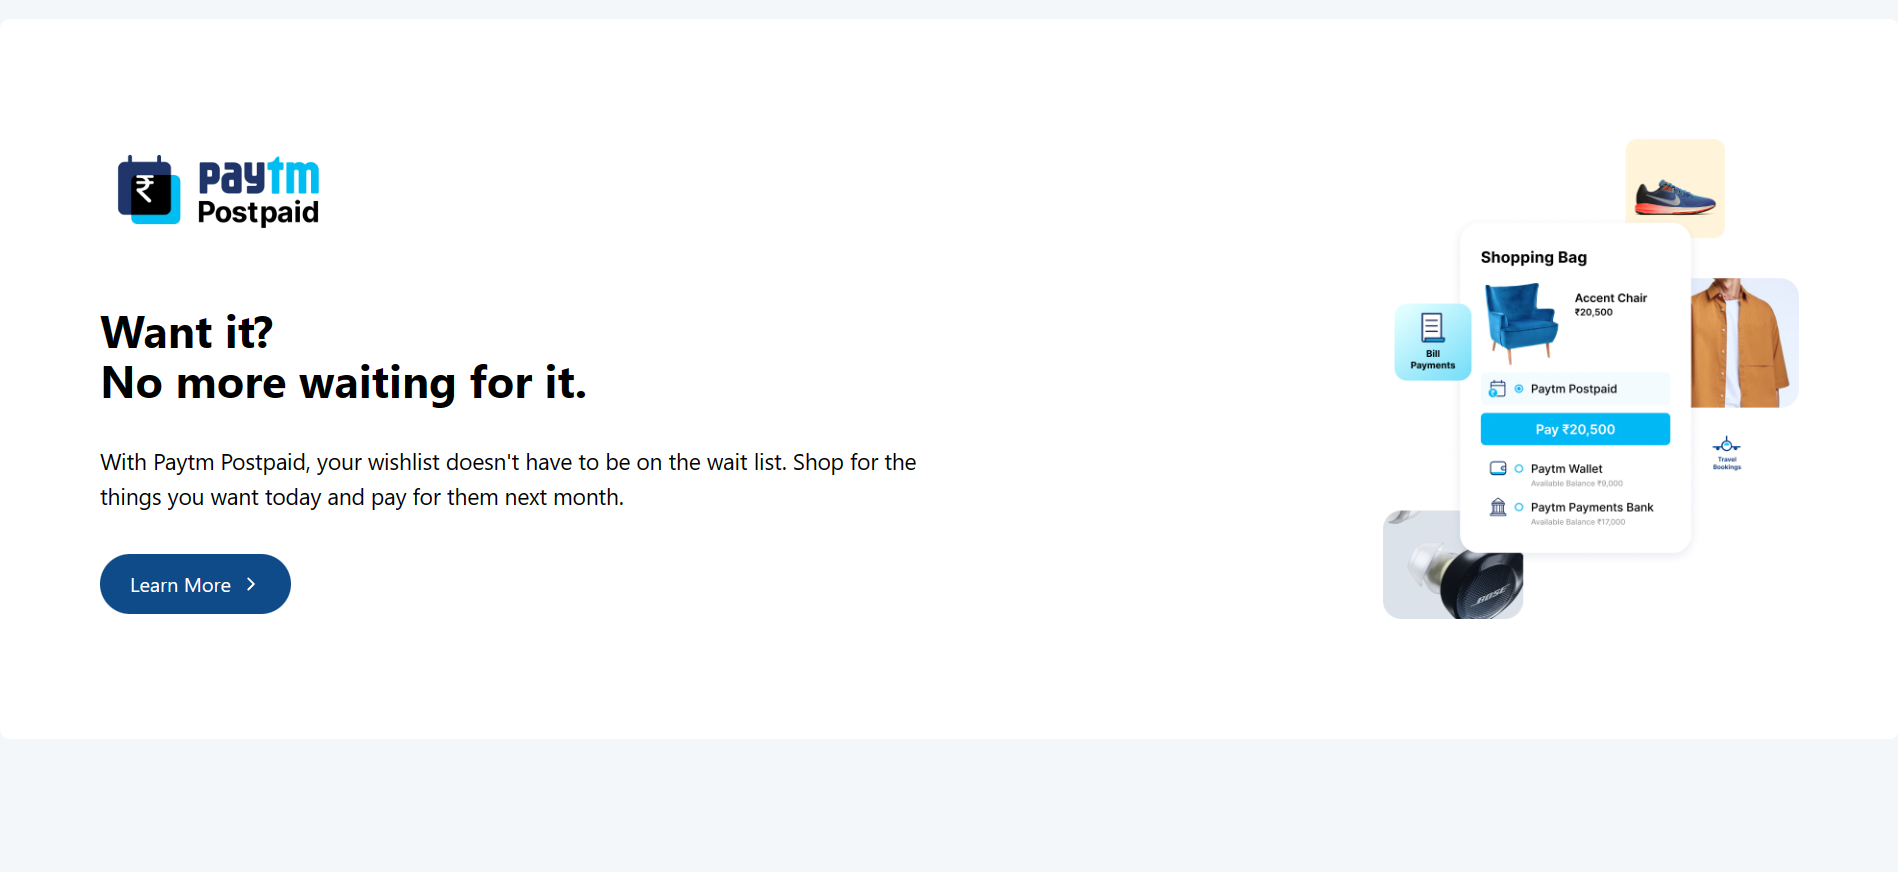 ₹
paytm
Postpaid
Want it?
No more waiting for it.
With Paytm Postpaid, your wishlist doesn't have to be on the wait list. Shop for the
things you want today and pay for them next month.
Learn More
Shopping Bag
Accent Chair
₹20,500
Bill
Payments
Paytm Postpaid
Pay ₹20,500
Travel
Bookings
Paytm Wallet
Available Balance ₹9,000
Paytm Payments Bank
Available Balance ₹17,000
BOSE